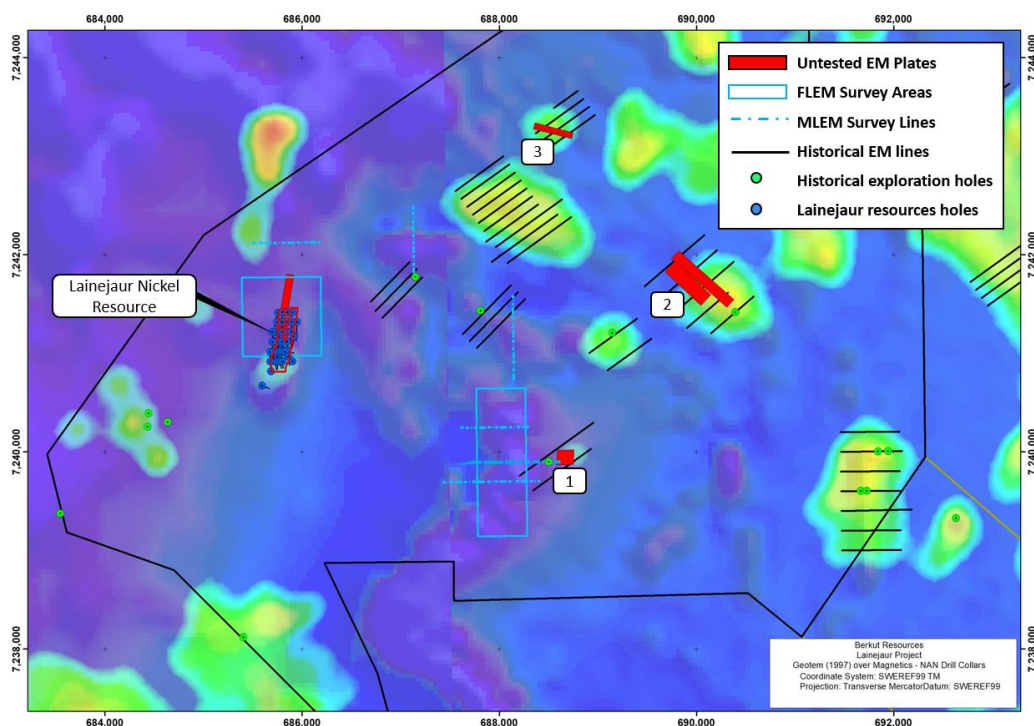 684,000 686,000 688,000 690,000 692,000
7,244,000 7,244,000
7,242,000 7,242,000
7,240,000 7,240,000
7,238,000 7,238,000
Untested EM Plates
FLEM Survey Areas
MLEM Survey Lines
Historical EM lines
Historical exploration holes
Lainejaur resources holes
3
Lainejaur Nickel
Resource
2
1
Berkut Resources
Lainejaur Project
Geotem (1997) over Magnetics - NAN Drill Collars
Coordinate System: SWEREF99 TM
Projection: Transverse MercatorDatum: SWEREF99
684,000 686,000 688,000 690,000 692,000